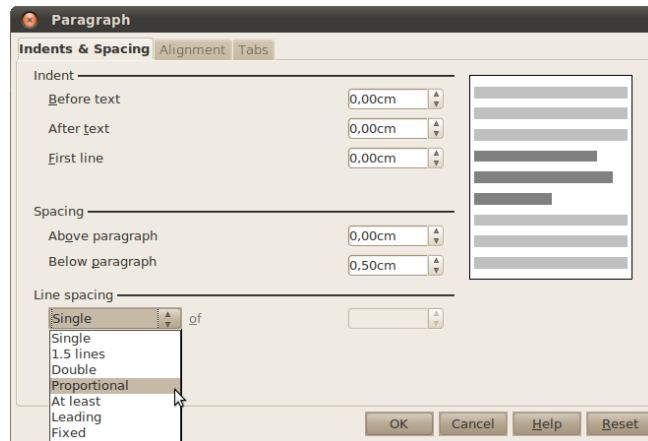 Paragraph
Indents & Spacing Alignment Tabs
Indent
Before text 0,00cm
After text 0,00cm
First line 0,00cm
Spacing
Above paragraph 0,00cm
Below paragraph 0,50cm
Line spacing
Single of
Single
1.5 lines
Double
Proportional
At least
Leading
Fixed
OK Cancel Help Reset